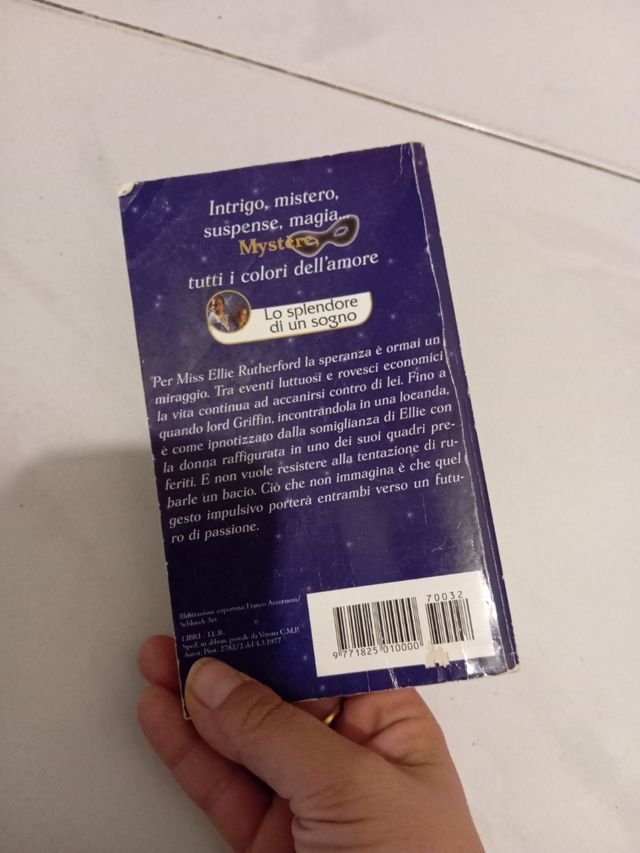 Intrigo, mistero,
suspense, magia...
Mystère,
tutti i colori dell'amore
Lo splendore
di un sogno
Per Miss Ellie Rutherford la speranza è ormai un
miraggio. Tra eventi luttuosi e rovesci economici
la vita continua ad accanirsi contro di lei. Fino a
quando lord Griffin, incontrandola in una locanda,
è come ipnotizzato dalla somiglianza di Ellie con
la donna raffigurata in uno dei suoi quadri pre-
feriti. E non vuole resistere alla tentazione di ru-
barle un bacio. Ciò che non immagina è che quel
gesto impulsivo porterà entrambi verso un futu-
ro di passione.
Illustrazione copertina: Franco Accornero/
Schlück Art
LIBRI - I.E.R.
Sped. in abbon. postale da Verona C.M.P.
Autor. Prot. 2782/2 del 4.3.1977
70032
9 771825 010000